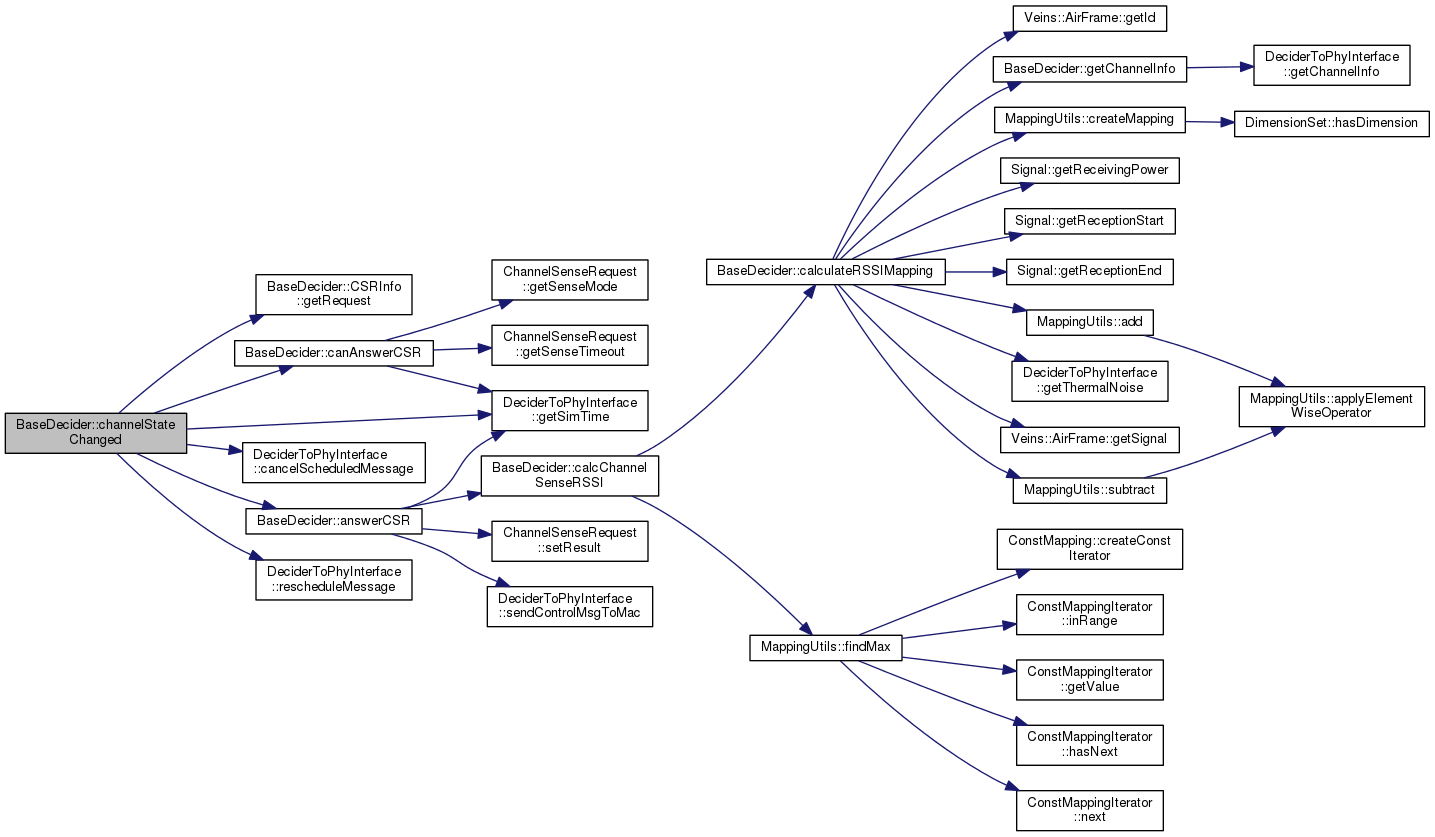 BaseDecider::channelState
Changed
BaseDecider::CSRInfo
::getRequest
BaseDecider::canAnswerCSR
DeciderToPhyInterface
::cancelScheduledMessage
BaseDecider::answerCSR
DeciderToPhyInterface
::rescheduleMessage
ChannelSenseRequest
::getSenseMode
ChannelSenseRequest
::getSenseTimeout
DeciderToPhyInterface
::getSimTime
BaseDecider::calcChannel
SenseRSSI
ChannelSenseRequest
::setResult
DeciderToPhyInterface
::sendControlMsgToMac
BaseDecider::calculateRSSIMapping
MappingUtils::findMax
Veins::AirFrame::getId
BaseDecider::getChannelInfo
MappingUtils::createMapping
Signal::getReceivingPower
Signal::getReceptionStart
Signal::getReceptionEnd
MappingUtils::add
DeciderToPhyInterface
::getThermalNoise
Veins::AirFrame::getSignal
MappingUtils::subtract
ConstMapping::createConst
Iterator
ConstMappingIterator
::inRange
ConstMappingIterator
::getValue
ConstMappingIterator
::hasNext
ConstMappingIterator
::next
DeciderToPhyInterface
::getChannelInfo
DimensionSet::hasDimension
MappingUtils::applyElement
WiseOperator